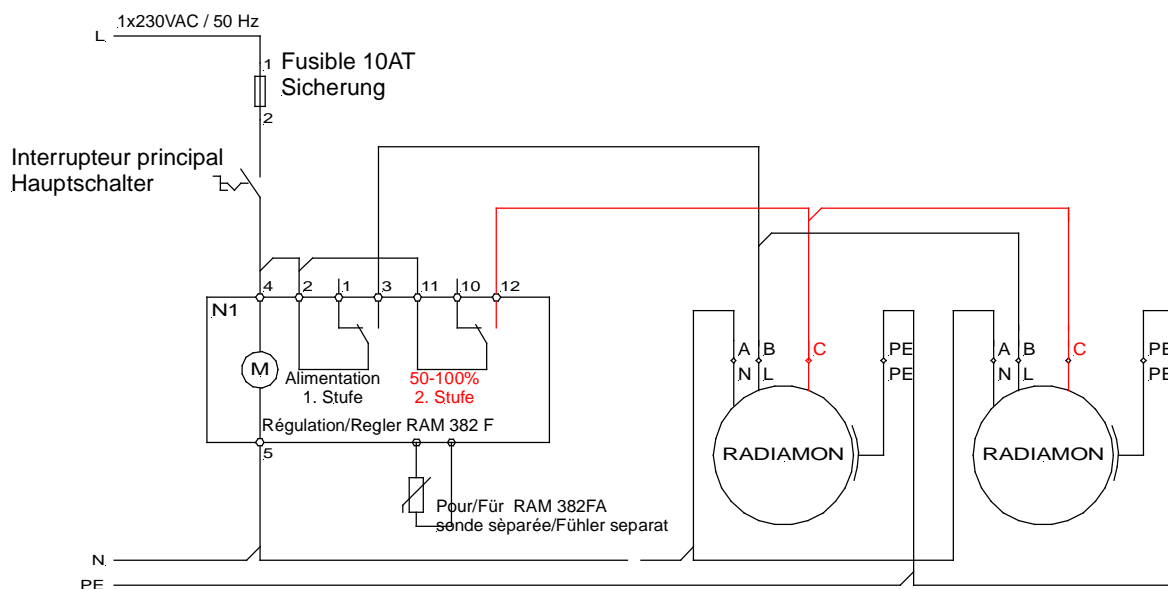 1x230VAC / 50 Hz
L
1
Fusible 10AT
Sicherung
2
Interrupteur principal
Hauptschalter
4 2 1 3 11 10 12
N1
M
Alimentation
1. Stufe
50-100%
2. Stufe
Régulation/Regler RAM 382 F
5
Pour/Für RAM 382FA
sonde sèparée/Fühler separat
A B C PE
N L PE
RADIAMON
A B C PE
N L PE
RADIAMON
N
PE